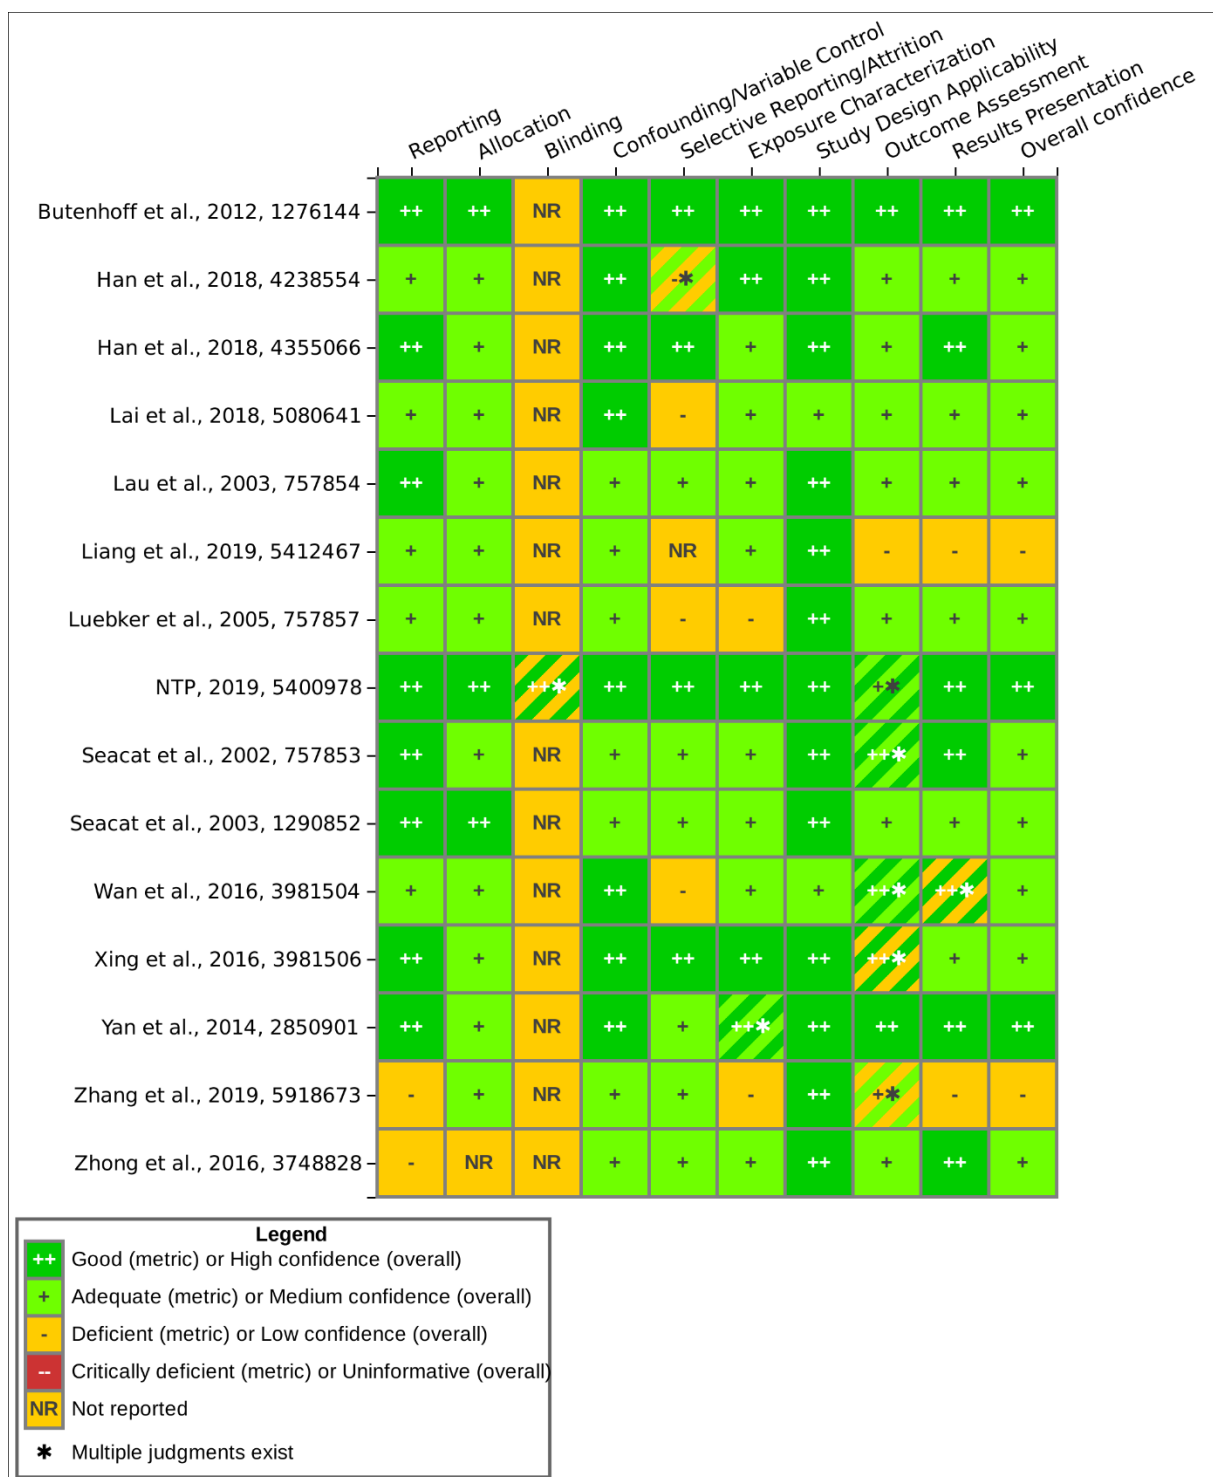 Reporting
Allocation
Blinding
Confounding/Variable Control
Selective Reporting/Attrition
Exposure Characterization
Study Design Applicability
Outcome Assessment
Results Presentation
Overall confidence
Butenhoff et al., 2012, 1276144 ++ ++ NR ++ ++ ++ ++ ++ ++ ++
Han et al., 2018, 4238554 + + NR ++ -✱ ++ ++ + + +
Han et al., 2018, 4355066 ++ + NR ++ ++ + ++ + ++ +
Lai et al., 2018, 5080641 + + NR ++ - + + + + +
Lau et al., 2003, 757854 ++ + NR + + + ++ + + +
Liang et al., 2019, 5412467 + + NR + NR + ++ - - -
Luebker et al., 2005, 757857 + + NR + - - ++ + + +
NTP, 2019, 5400978 ++ ++ ++✱ ++ ++ ++ ++ +✱ ++ ++
Seacat et al., 2002, 757853 ++ + NR + + + ++ ++✱ ++ +
Seacat et al., 2003, 1290852 ++ ++ NR + + + ++ + + +
Wan et al., 2016, 3981504 + + NR ++ - + + ++✱ ++✱ +
Xing et al., 2016, 3981506 ++ + NR ++ ++ ++ ++ ++✱ + +
Yan et al., 2014, 2850901 ++ + NR ++ + ++✱ ++ ++ ++ ++
Zhang et al., 2019, 5918673 - + NR + + - ++ +✱ - -
Zhong et al., 2016, 3748828 - NR NR + + + ++ + ++ +
Legend
++ Good (metric) or High confidence (overall)
+ Adequate (metric) or Medium confidence (overall)
- Deficient (metric) or Low confidence (overall)
-- Critically deficient (metric) or Uninformative (overall)
NR Not reported
✱ Multiple judgments exist